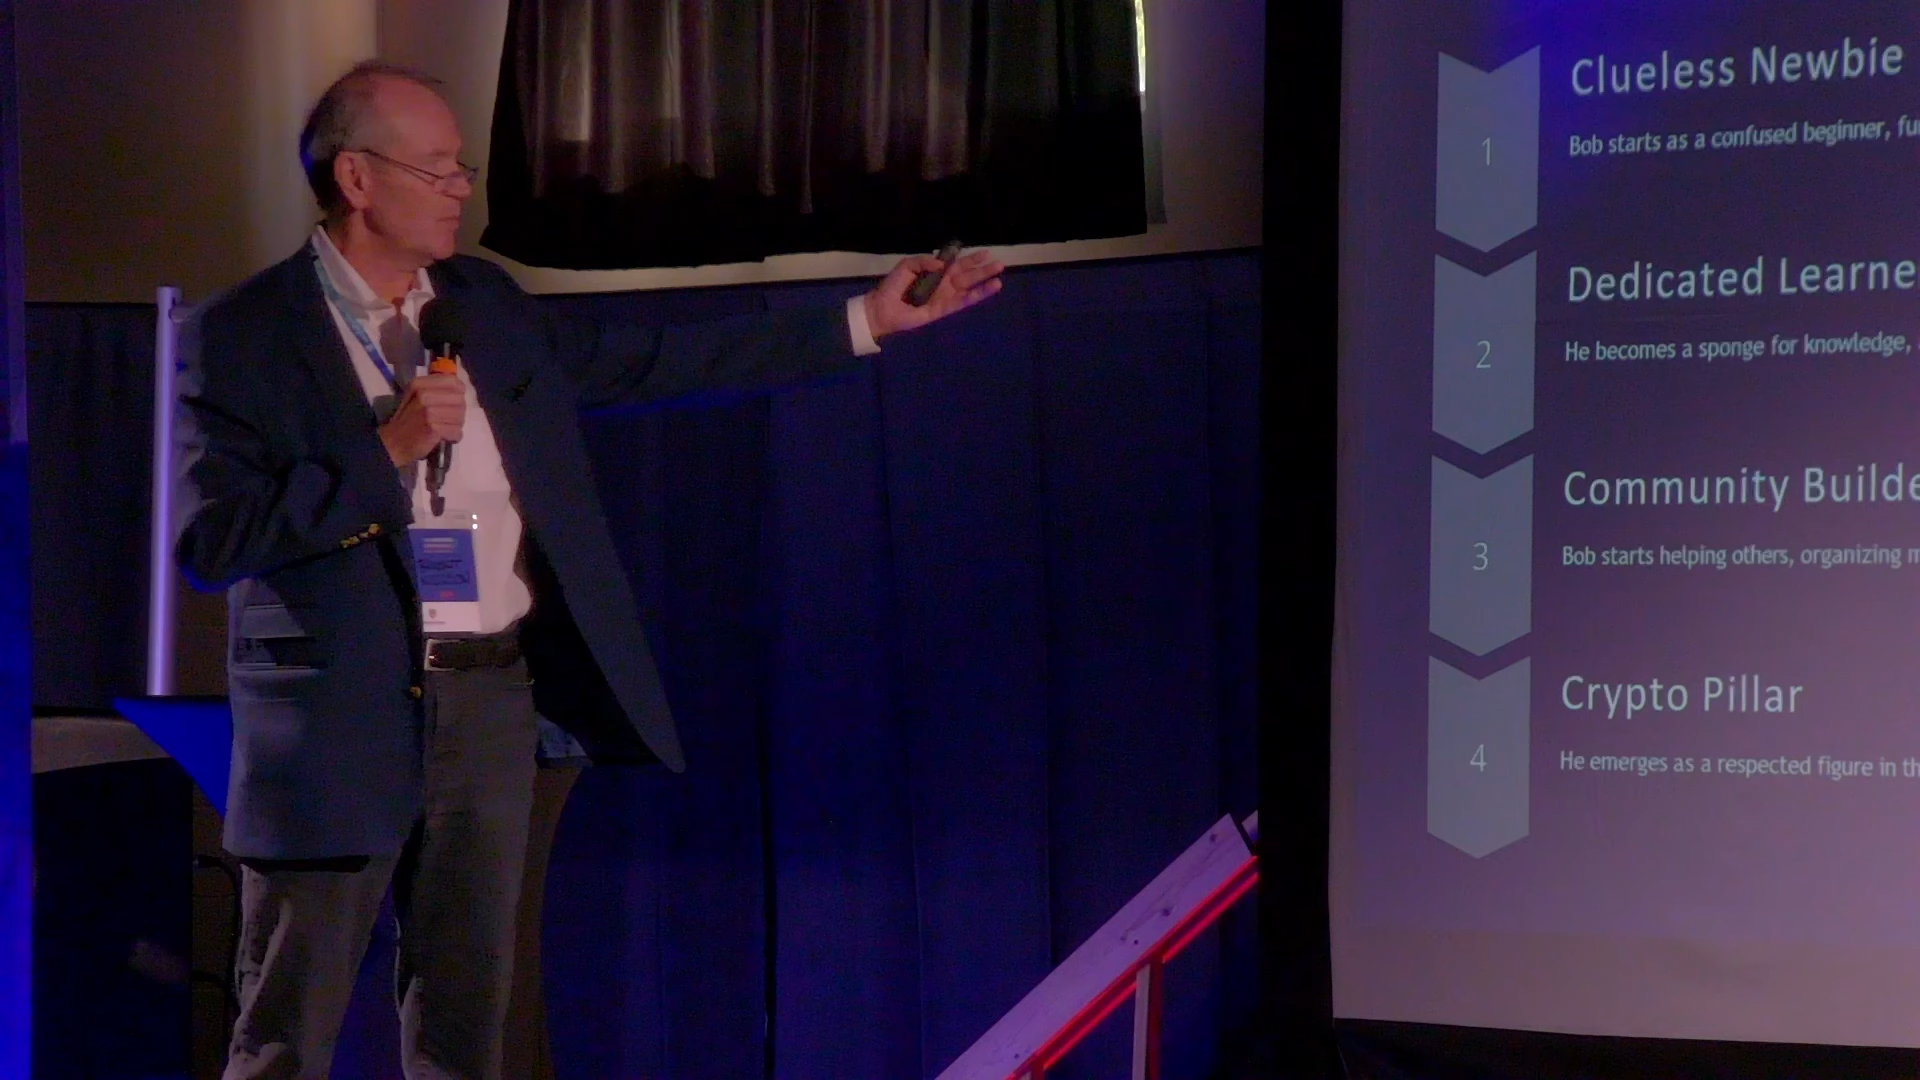 1
Clueless Newbie
Bob starts as a confused beginner, fu
2
Dedicated Learne
He becomes a sponge for knowledge,
3
Community Builde
Bob starts helping others, organizing m
4
Crypto Pillar
He emerges as a respected figure in th